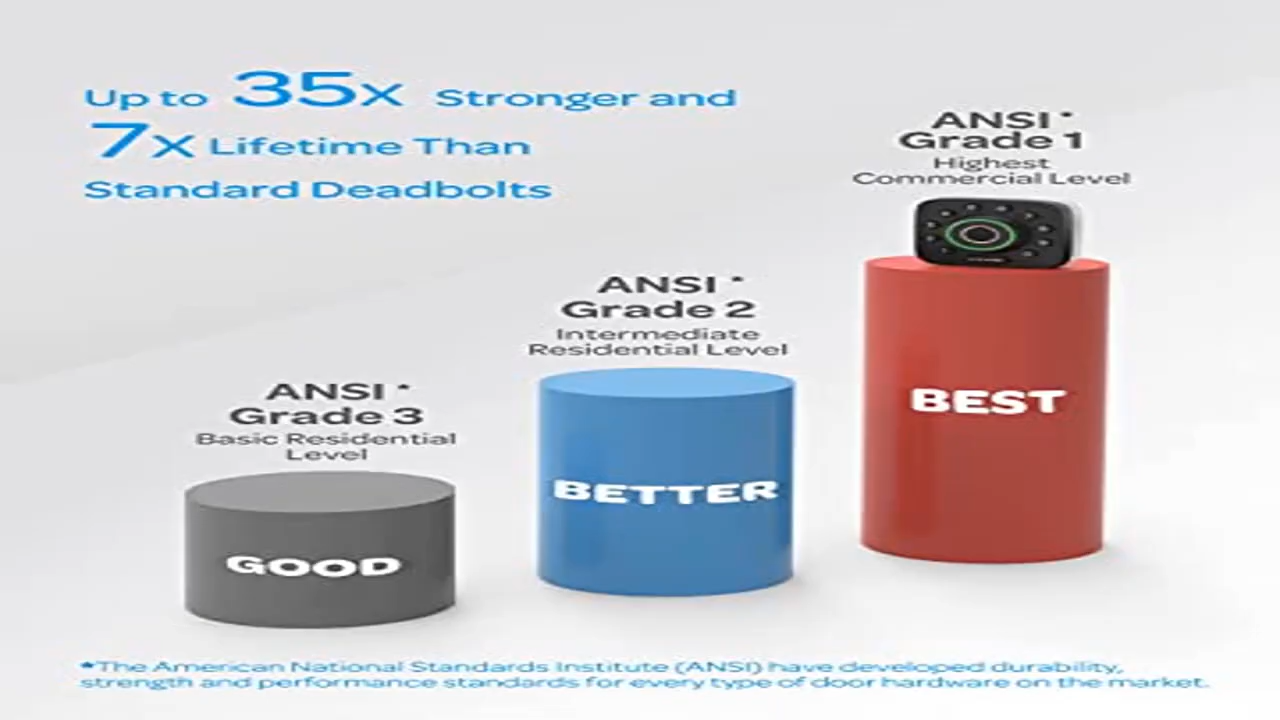 Up to 35x Stronger and
7x Lifetime Than
Standard Deadbolts
ANSI*
Grade 1
Highest
Commercial Level
ANSI*
Grade 2
Intermediate
Residential Level
ANSI*
Grade 3
Basic Residential
Level
BEST
BETTER
GOOD
*The American National Standards Institute (ANSI) have developed durability,
strength and performance standards for every type of door hardware on the market.